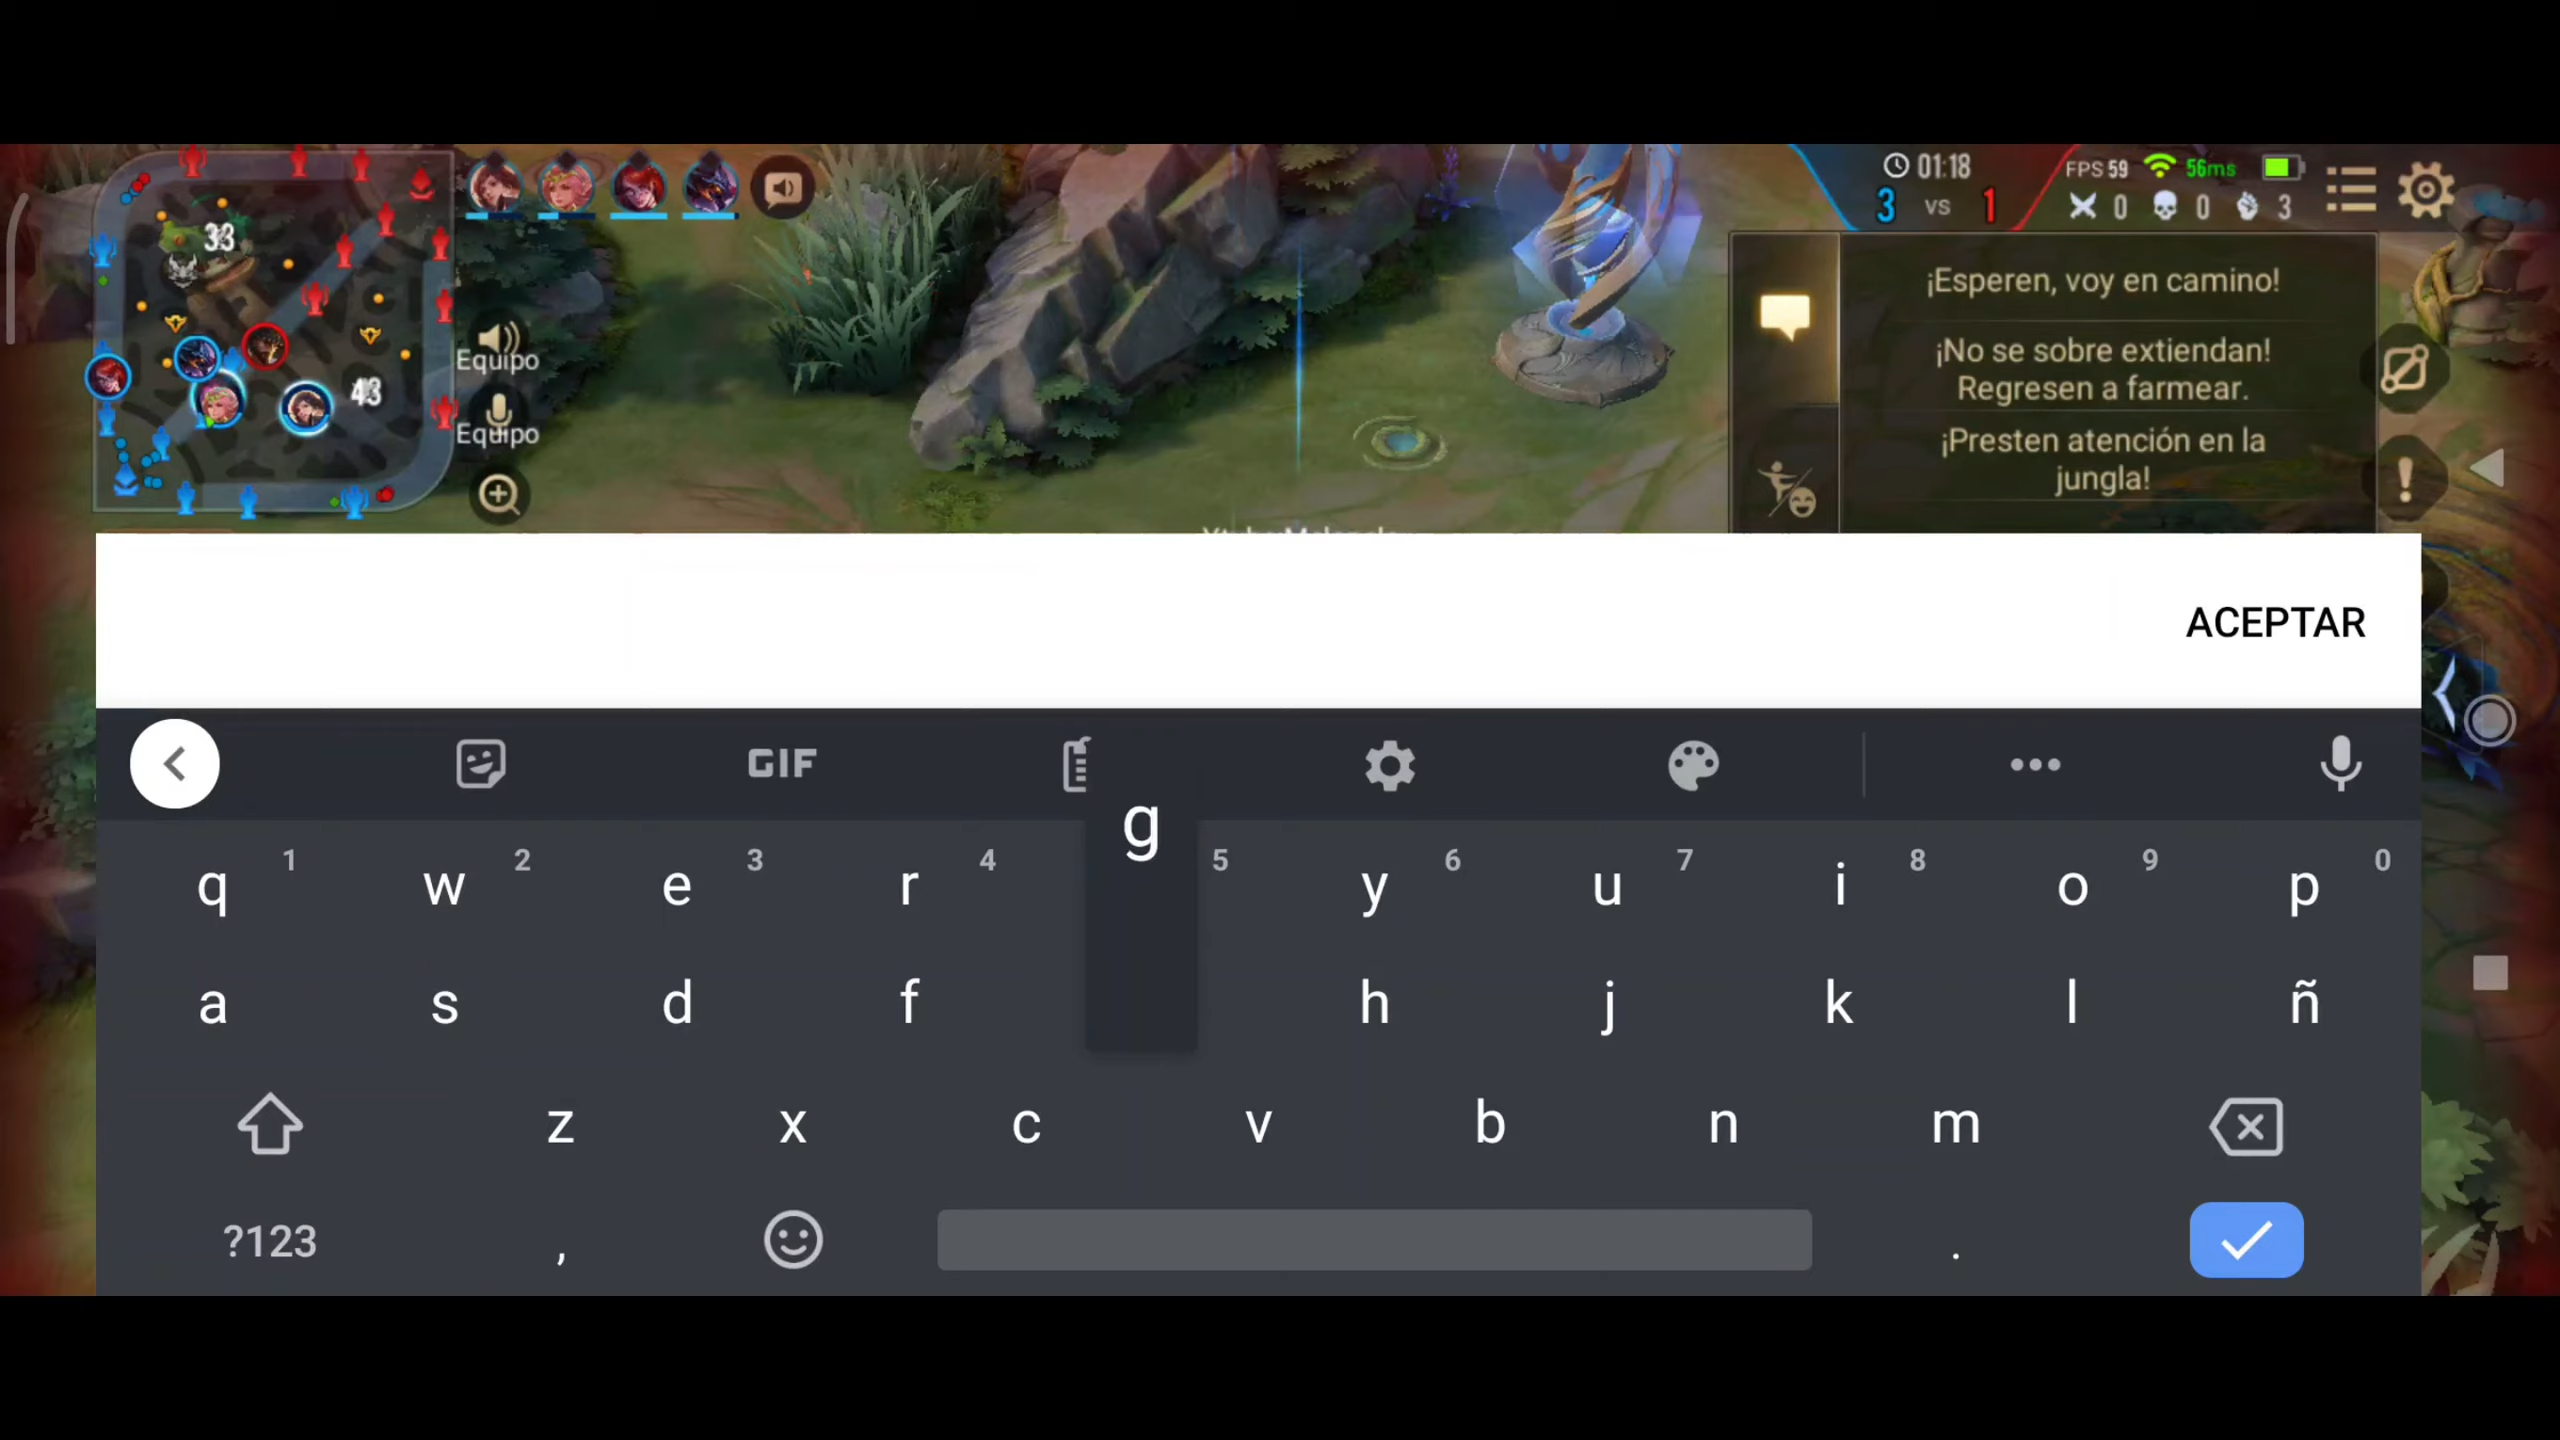 33
43
Equipo
Equipo
01:18
3 vs 1
FPS 59 56ms
0 0 3
¡Esperen, voy en camino!
¡No se sobre extiendan!
Regresen a farmear.
¡Presten atención en la
jungla!
ACEPTAR
GIF
g
q 1 w 2 e 3 r 4 5 y 6 u 7 i 8 o 9 p 0
a s d f h j k l ñ
z x c v b n m
?123 , .